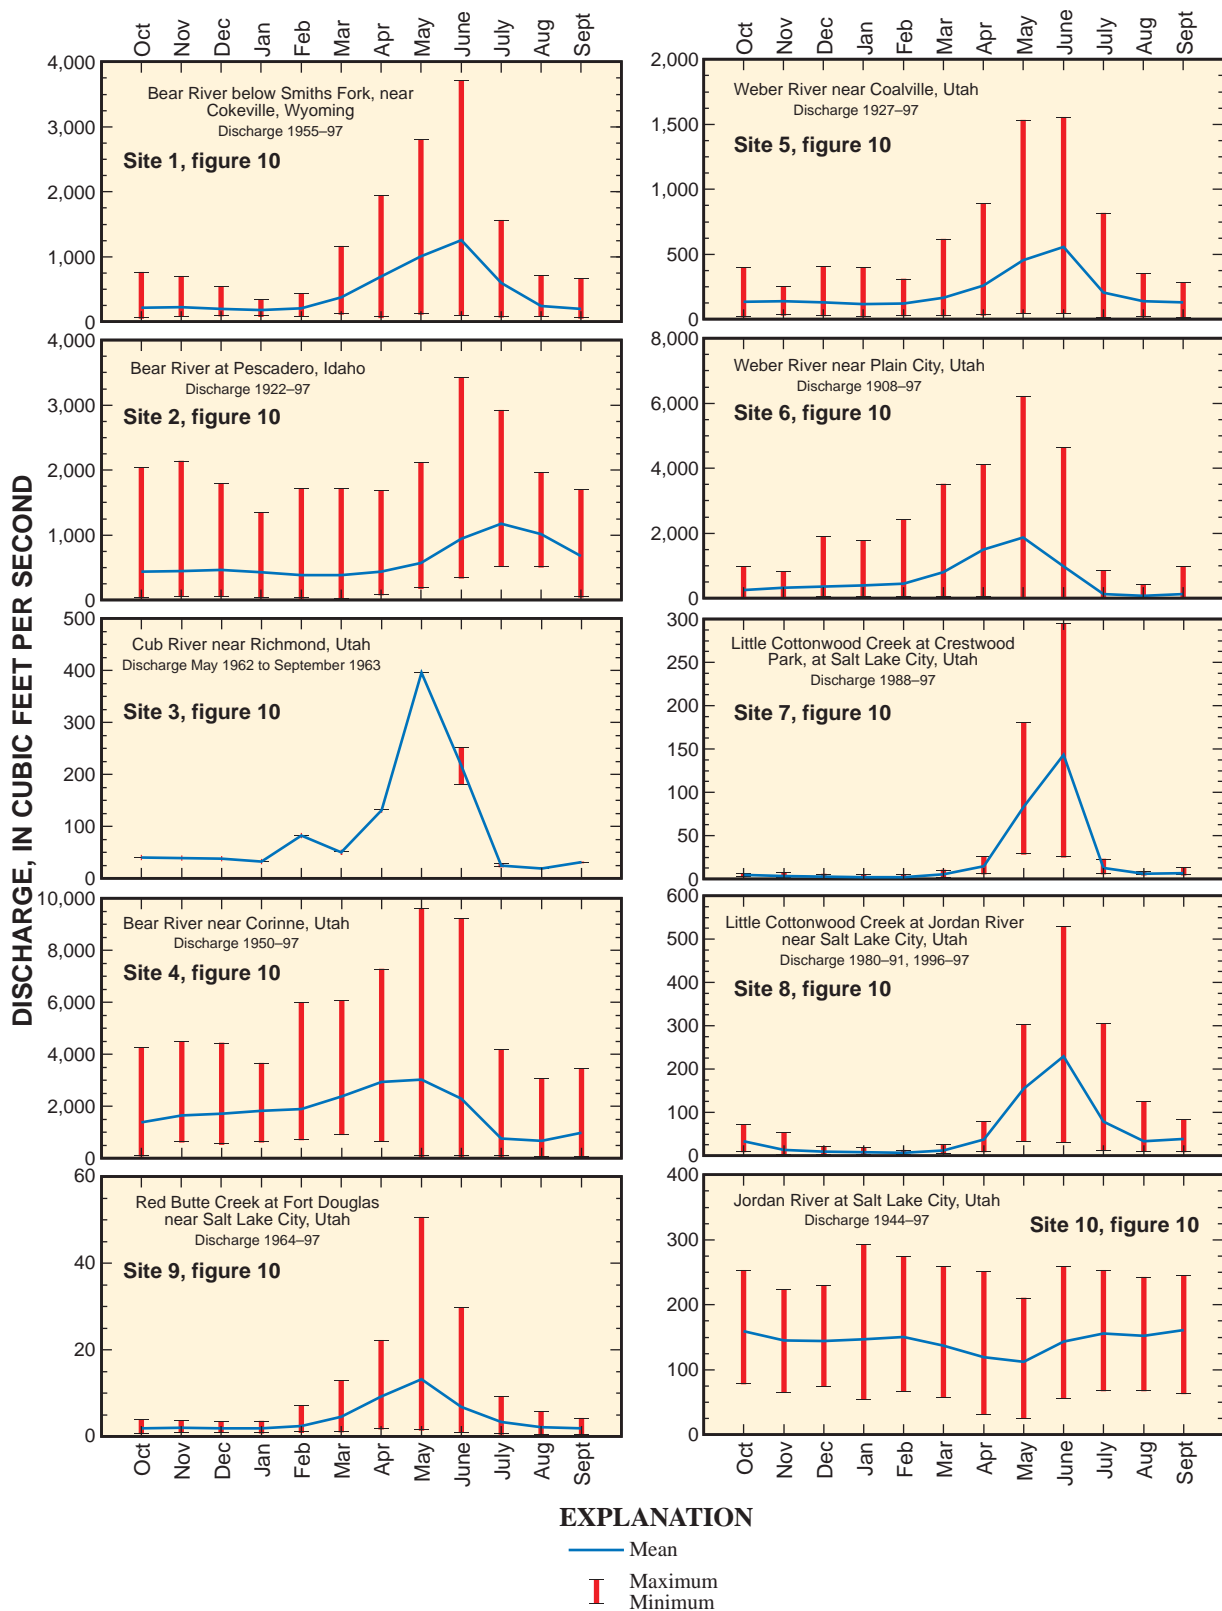 Oct Nov Dec Jan Feb Mar Apr May June July Aug Sept
Oct Nov Dec Jan Feb Mar Apr May June July Aug Sept
DISCHARGE, IN CUBIC FEET PER SECOND
4,000
3,000
2,000
1,000
0
Bear River below Smiths Fork, near
Cokeville, Wyoming
Discharge 1955–97
Site 1, figure 10
2,000
1,500
1,000
500
0
Weber River near Coalville, Utah
Discharge 1927–97
Site 5, figure 10
4,000
3,000
2,000
1,000
0
Bear River at Pescadero, Idaho
Discharge 1922–97
Site 2, figure 10
8,000
6,000
4,000
2,000
0
Weber River near Plain City, Utah
Discharge 1908–97
Site 6, figure 10
500
400
300
200
100
0
Cub River near Richmond, Utah
Discharge May 1962 to September 1963
Site 3, figure 10
300
250
200
150
100
50
0
Little Cottonwood Creek at Crestwood
Park, at Salt Lake City, Utah
Discharge 1988–97
Site 7, figure 10
10,000
8,000
6,000
4,000
2,000
0
Bear River near Corinne, Utah
Discharge 1950–97
Site 4, figure 10
600
500
400
300
200
100
0
Little Cottonwood Creek at Jordan River
near Salt Lake City, Utah
Discharge 1980–91, 1996–97
Site 8, figure 10
60
40
20
0
Red Butte Creek at Fort Douglas
near Salt Lake City, Utah
Discharge 1964–97
Site 9, figure 10
400
300
200
100
0
Jordan River at Salt Lake City, Utah
Discharge 1944–97
Site 10, figure 10
Oct Nov Dec Jan Feb Mar Apr May June July Aug Sept
Oct Nov Dec Jan Feb Mar Apr May June July Aug Sept
EXPLANATION
Mean
Maximum
Minimum